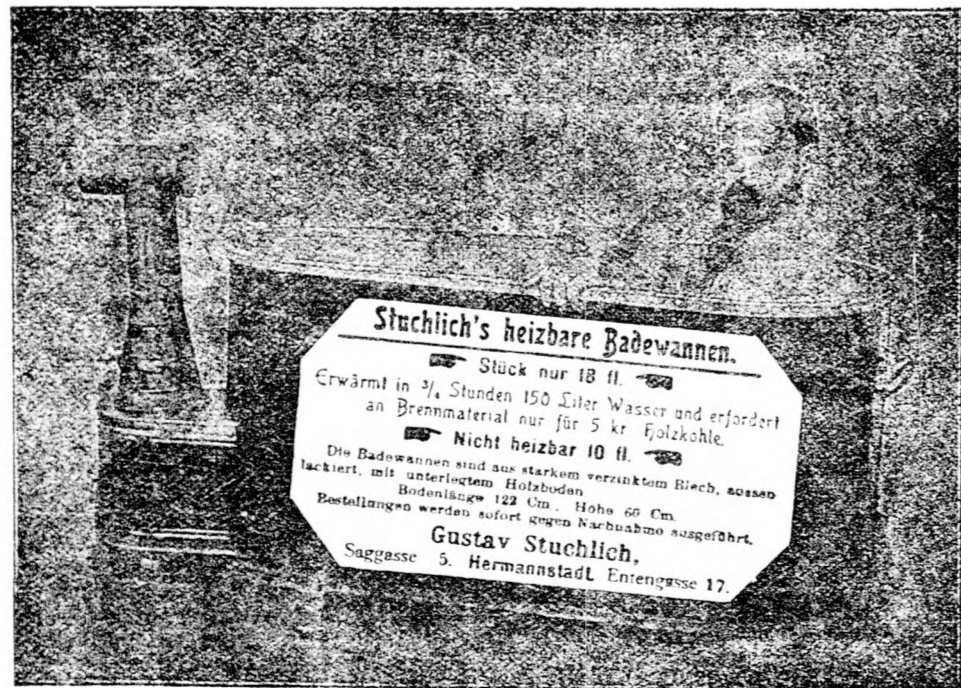 Stuchlich's heizbare Badewannen.
Stück nur 18 fl.
Erwärmt in 3/4 Stunden 150 Liter Wasser und erfordert
an Brennmaterial nur für 5 kr Holzkohle.
Nicht heizbar 10 fl.
Die Badewannen sind aus starkem verzinktem Blech, aussen
lackiert, mit unterlegtem Holzboden
Bodenlänge 122 Cm. Höhe 60 Cm.
Bestellungen werden sofort gegen Nachnahme ausgeführt.
Gustav Stuchlich,
Saggasse 5. Hermannstadt Entengasse 17.